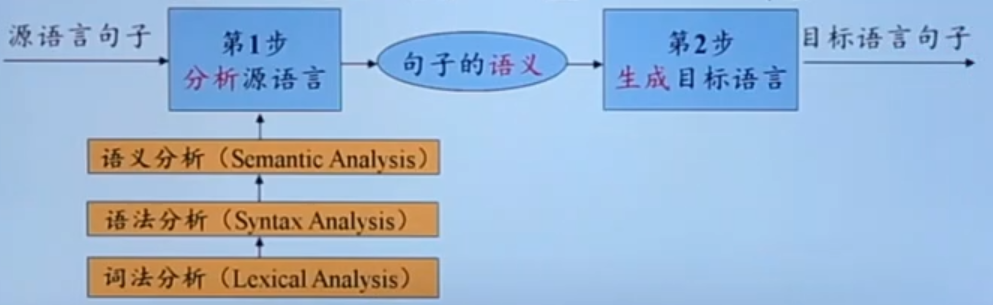 源语言句子
第1步
分析源语言
句子的语义
第2步
生成目标语言
目标语言句子
语义分析（Semantic Analysis）
语法分析（Syntax Analysis）
词法分析（Lexical Analysis）